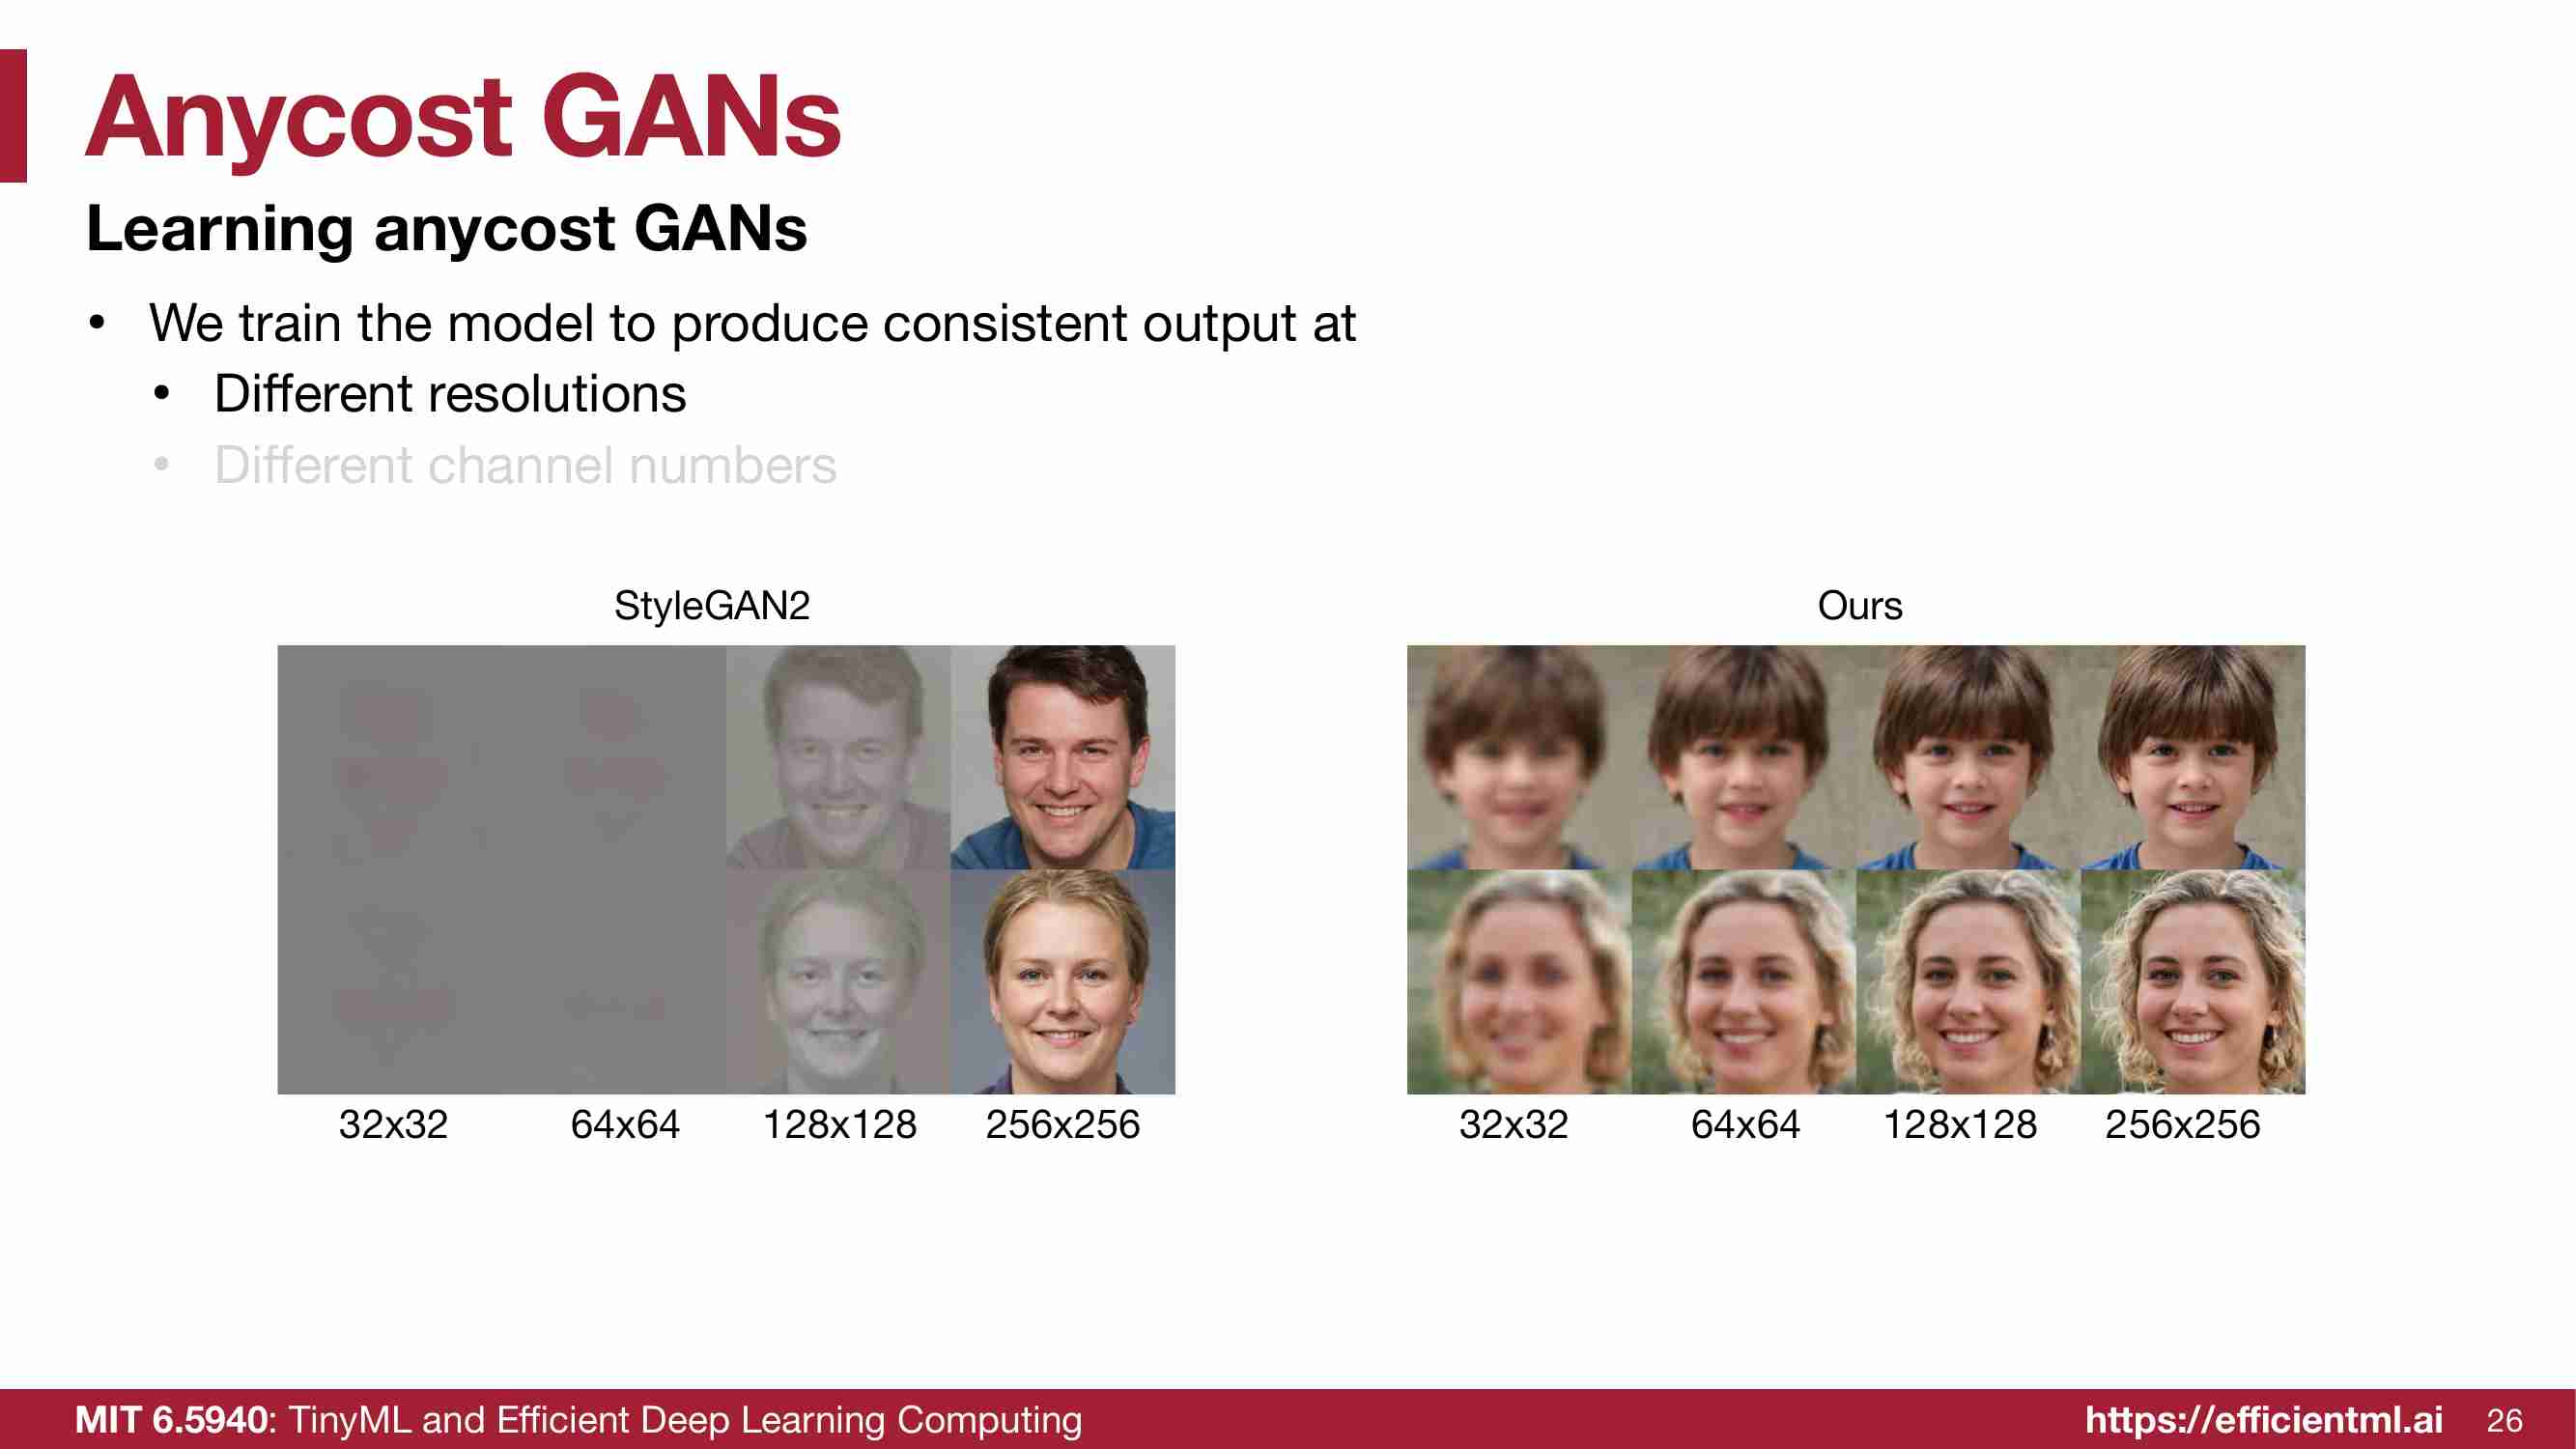 Anycost GANs
Learning anycost GANs
• We train the model to produce consistent output at
• Different resolutions
• Different channel numbers
StyleGAN2
Ours
32x32 64x64 128x128 256x256
32x32 64x64 128x128 256x256
MIT 6.5940: TinyML and Efficient Deep Learning Computing
https://efficientml.ai 26